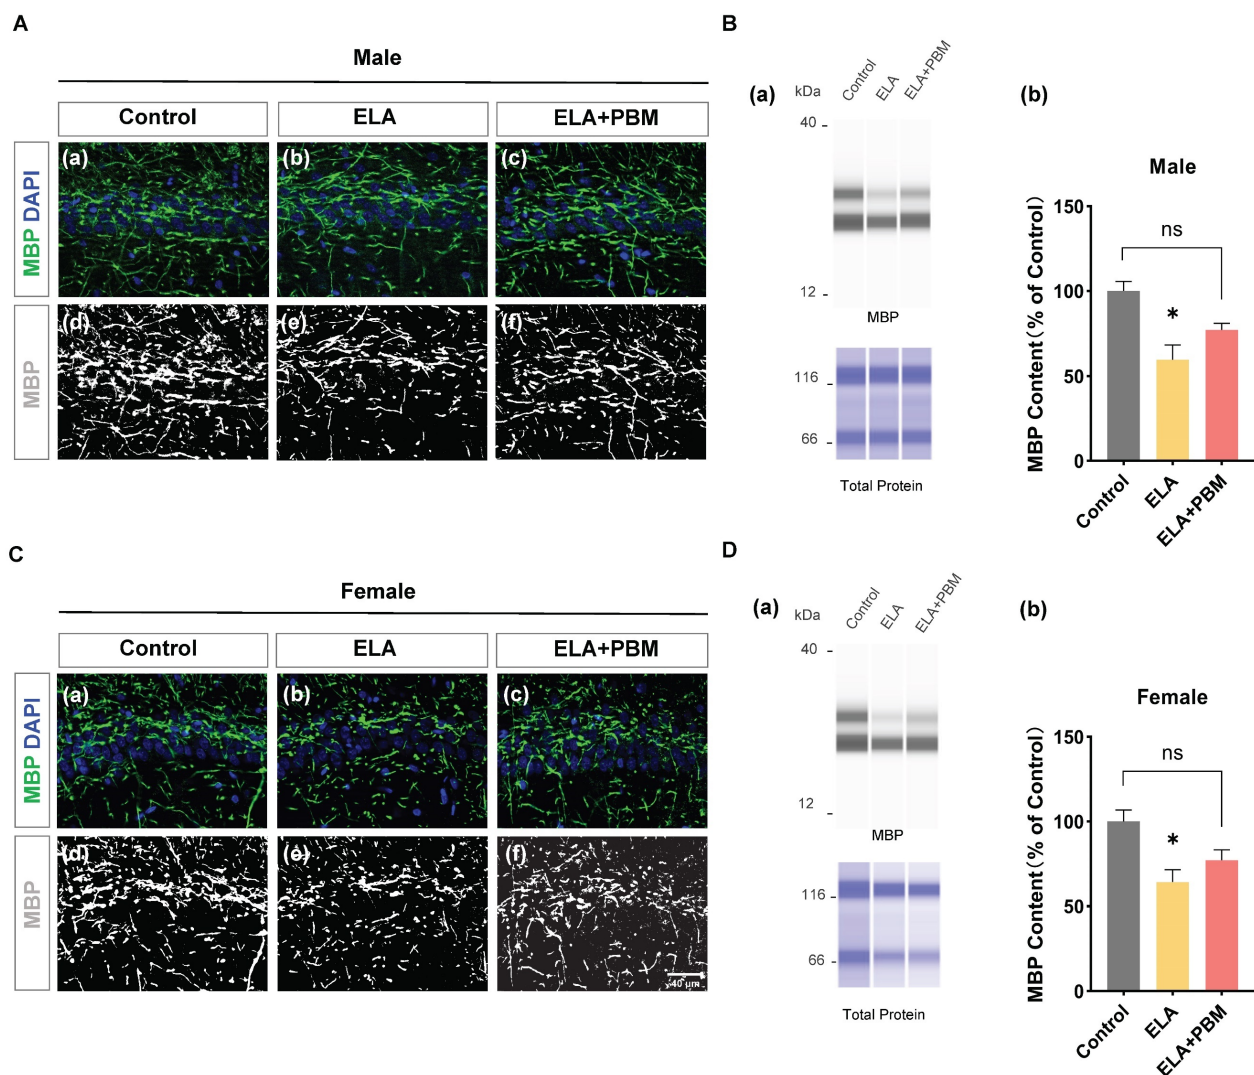 A
Male
Control
ELA
ELA+PBM
MBP DAPI
(a)
(b)
(c)
MBP
(d)
(e)
(f)
B
(a)
kDa
Control
ELA
ELA+PBM
40
12
MBP
116
66
Total Protein
(b)
Male
MBP Content (% of Control)
150
100
50
0
ns
*
Control
ELA
ELA+PBM
C
Female
Control
ELA
ELA+PBM
MBP DAPI
(a)
(b)
(c)
MBP
(d)
(e)
(f)
40 µm
D
(a)
kDa
Control
ELA
ELA+PBM
40
12
MBP
116
66
Total Protein
(b)
Female
MBP Content (% of Control)
150
100
50
0
ns
*
Control
ELA
ELA+PBM